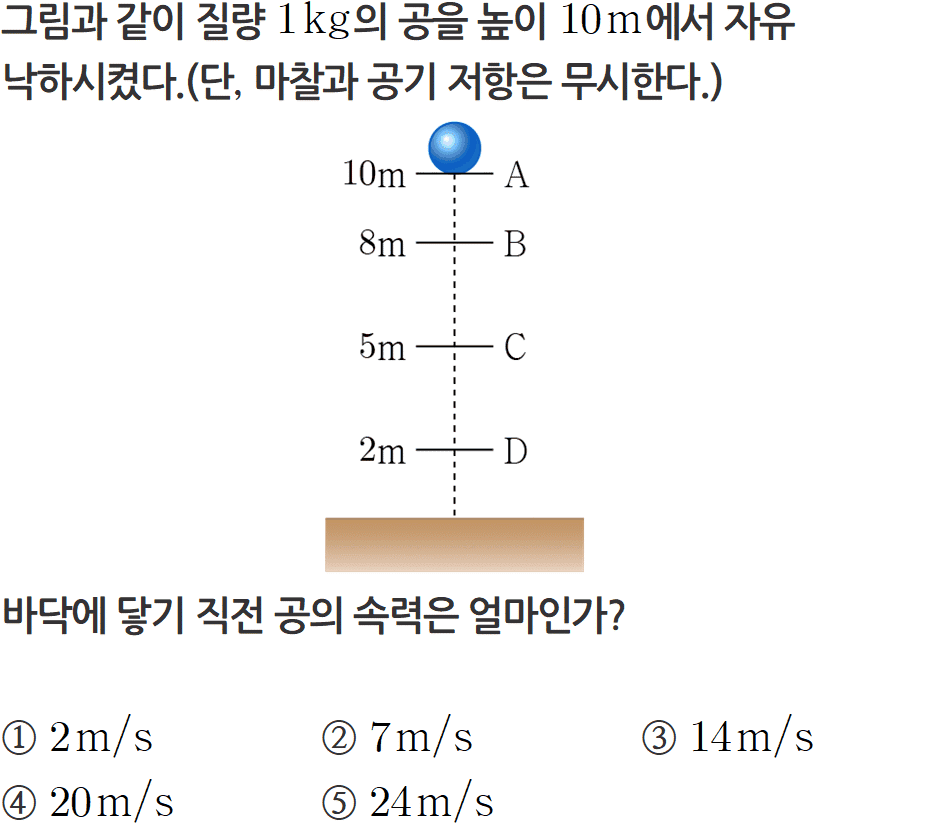 그림과 같이 질량 1kg의 공을 높이 10m에서 자유
낙하시켰다.(단, 마찰과 공기 저항은 무시한다.)
10m A
8m B
5m C
2m D
바닥에 닿기 직전 공의 속력은 얼마인가?
① 2m/s ② 7m/s ③ 14m/s
④ 20m/s ⑤ 24m/s